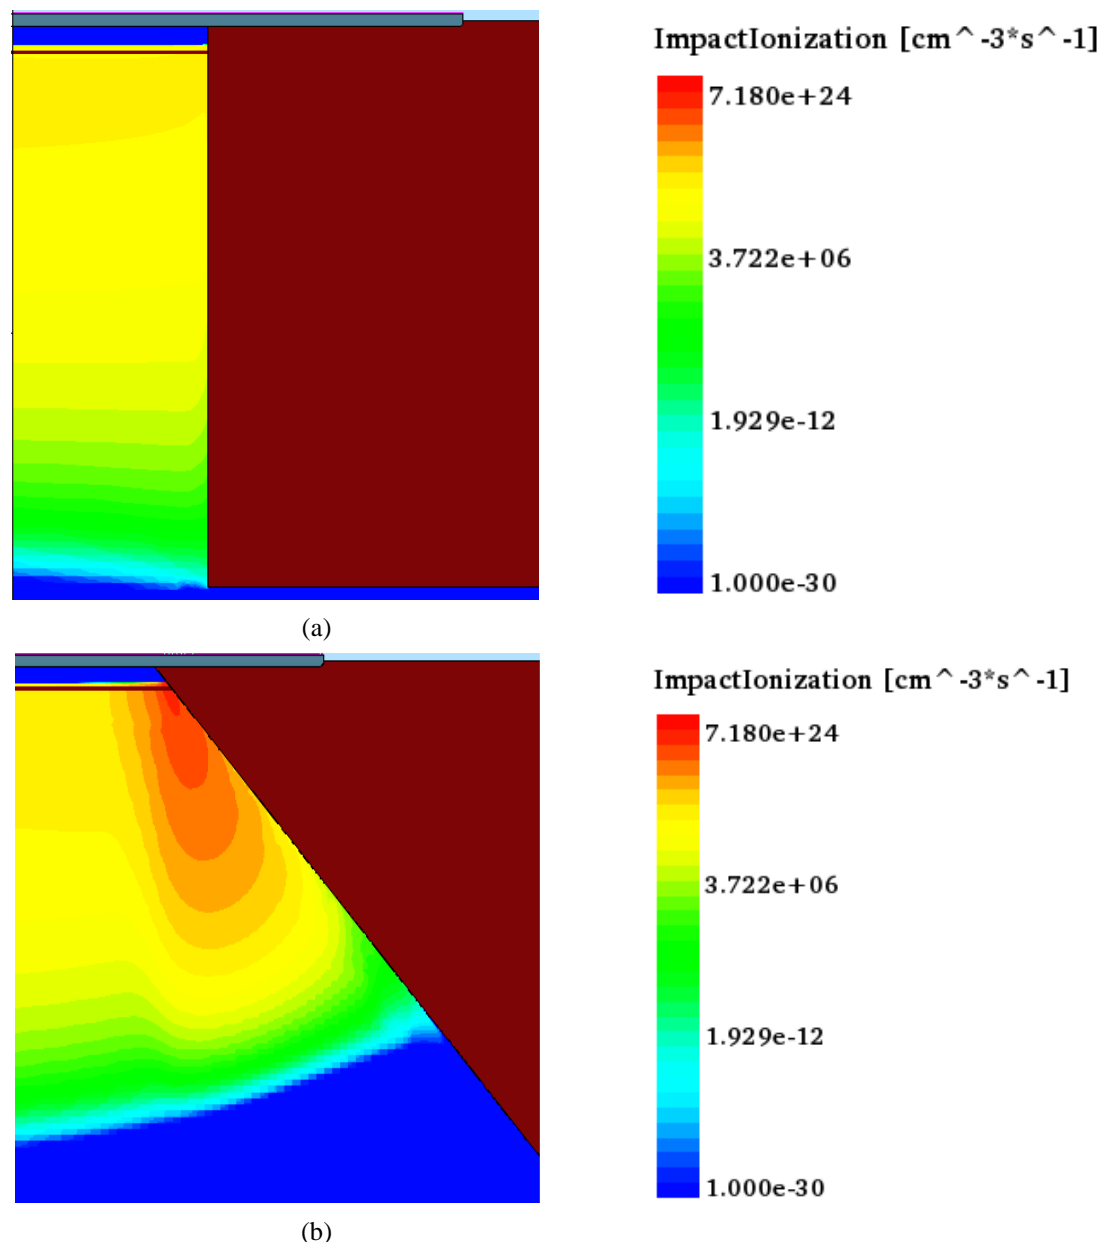 ImpactIonization [cm^-3*s^-1]
7.180e+24
3.722e+06
1.929e-12
1.000e-30
(a)
ImpactIonization [cm^-3*s^-1]
7.180e+24
3.722e+06
1.929e-12
1.000e-30
(b)